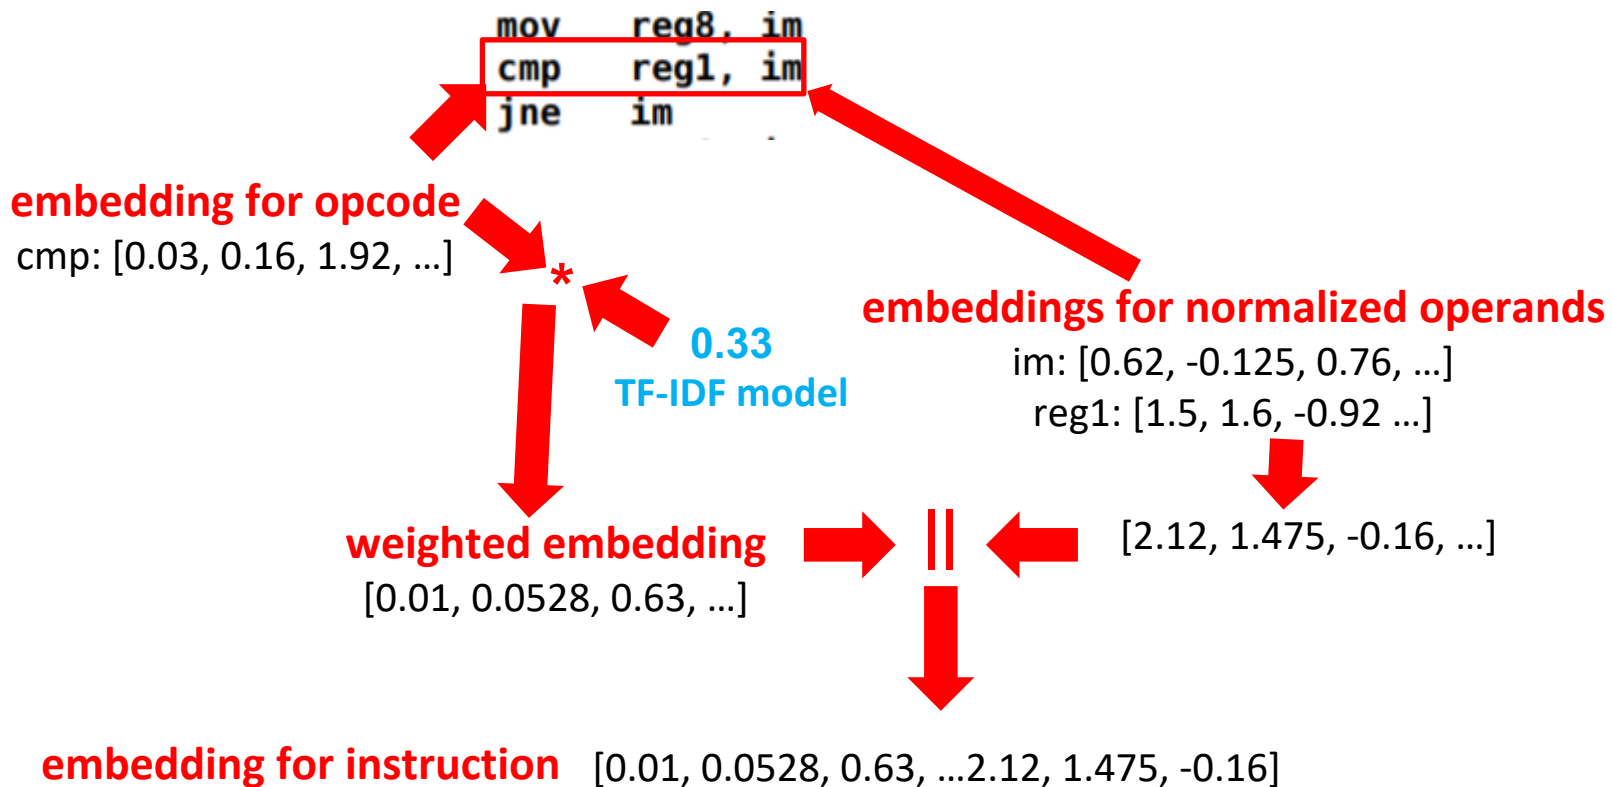 mov reg8, im
cmp reg1, im
jne im
embedding for opcode
cmp: [0.03, 0.16, 1.92, …]
*
embeddings for normalized operands
0.33
im: [0.62, -0.125, 0.76, …]
TF-IDF model
reg1: [1.5, 1.6, -0.92 …]
weighted embedding
||
[2.12, 1.475, -0.16, …]
[0.01, 0.0528, 0.63, …]
embedding for instruction [0.01, 0.0528, 0.63, …2.12, 1.475, -0.16]